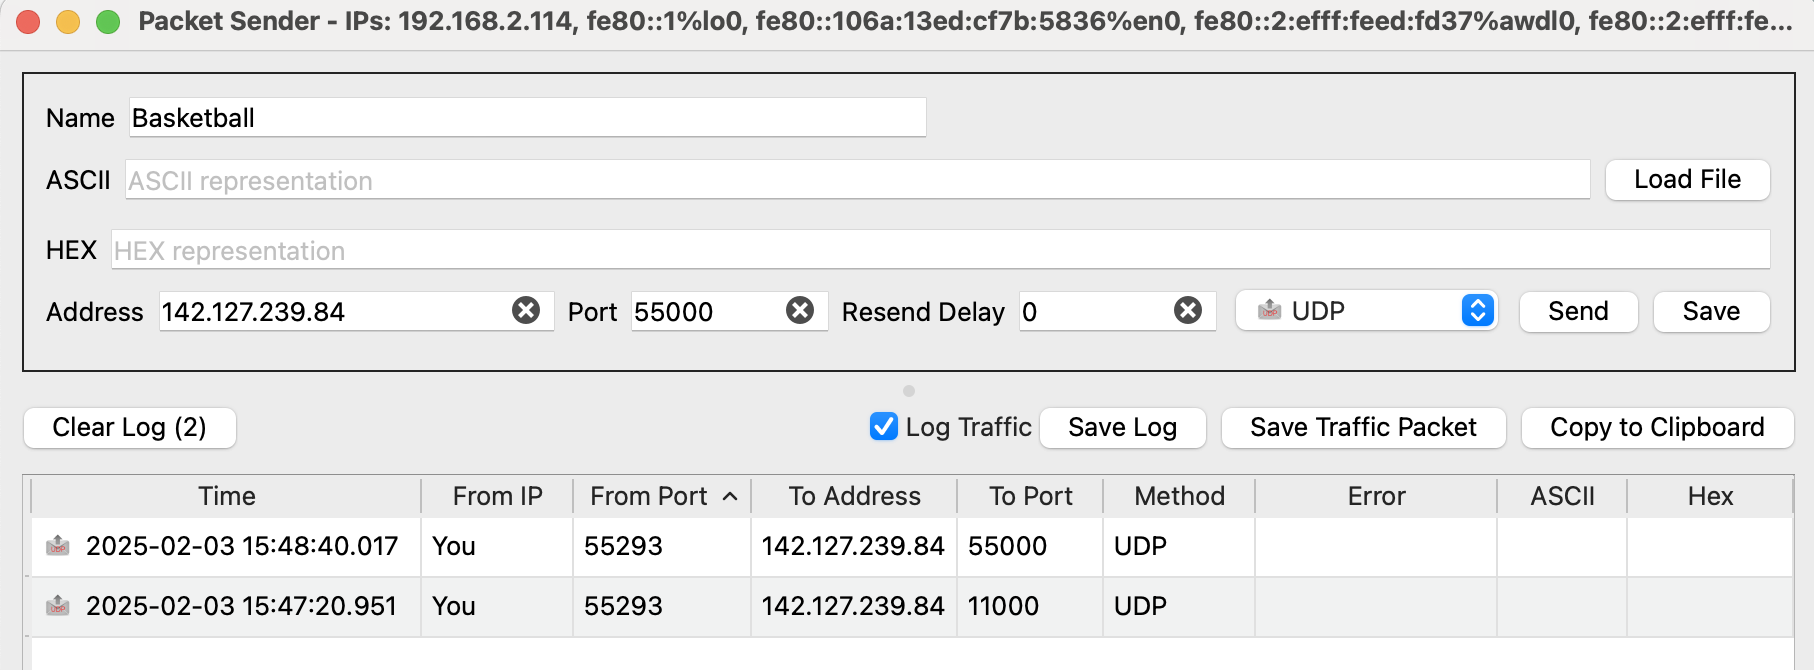 Packet Sender - IPs: 192.168.2.114, fe80::1%lo0, fe80::106a:13ed:cf7b:5836%en0, fe80::2:efff:feed:fd37%awdl0, fe80::2:efff:fe...
Name Basketball
ASCII ASCII representation Load File
HEX HEX representation
Address 142.127.239.84 Port 55000 Resend Delay 0 UDP Send Save
Clear Log (2) Log Traffic Save Log Save Traffic Packet Copy to Clipboard
Time From IP From Port To Address To Port Method Error ASCII Hex
UDP 2025-02-03 15:48:40.017 You 55293 142.127.239.84 55000 UDP
UDP 2025-02-03 15:47:20.951 You 55293 142.127.239.84 11000 UDP